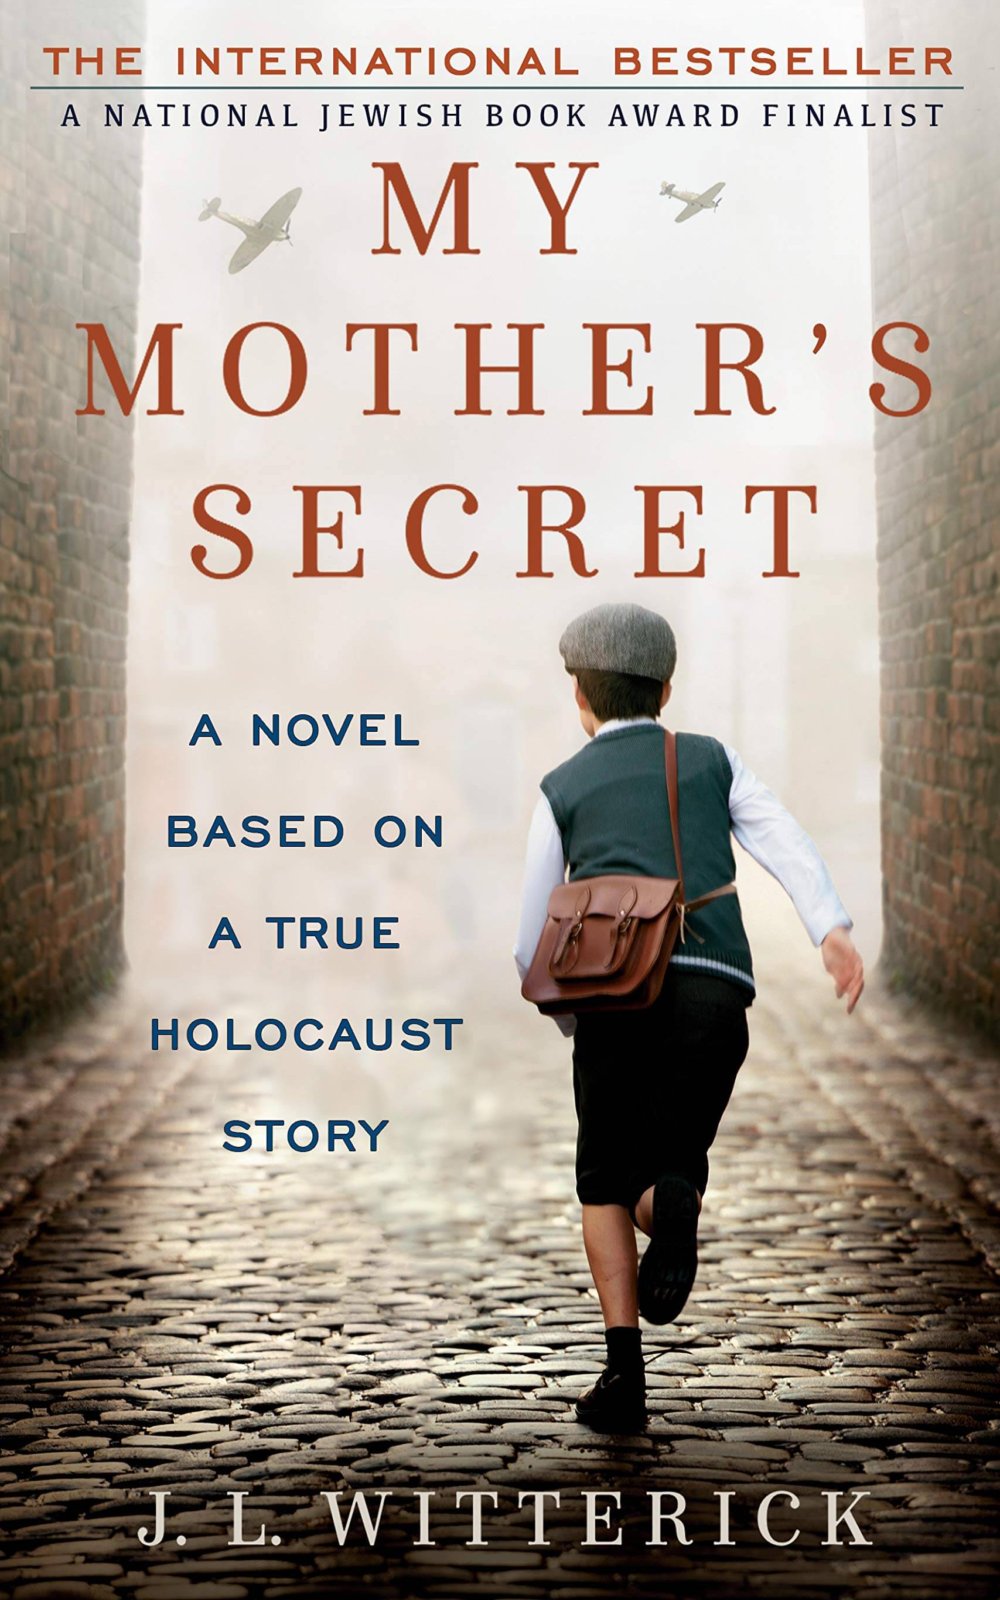 THE INTERNATIONAL BESTSELLER
A NATIONAL JEWISH BOOK AWARD FINALIST
MY
MOTHER'S
SECRET
A NOVEL
BASED ON
A TRUE
HOLOCAUST
STORY
J. L. WITTERICK